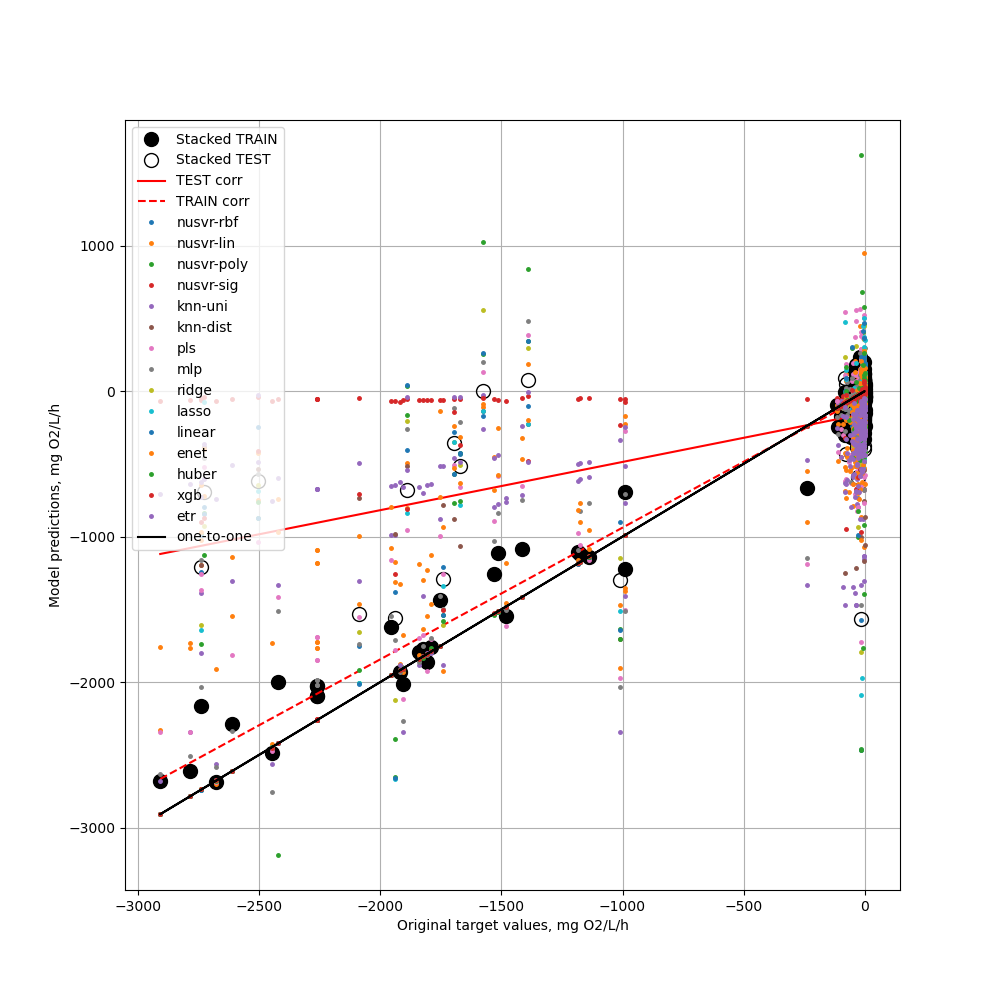 Stacked TRAIN
Stacked TEST
TEST corr
TRAIN corr
nusvr-rbf
nusvr-lin
nusvr-poly
nusvr-sig
knn-uni
knn-dist
pls
mlp
ridge
lasso
linear
enet
huber
xgb
etr
one-to-one
1000
0
−1000
−2000
−3000
Model predictions, mg O2/L/h
−3000 −2500 −2000 −1500 −1000 −500 0
Original target values, mg O2/L/h